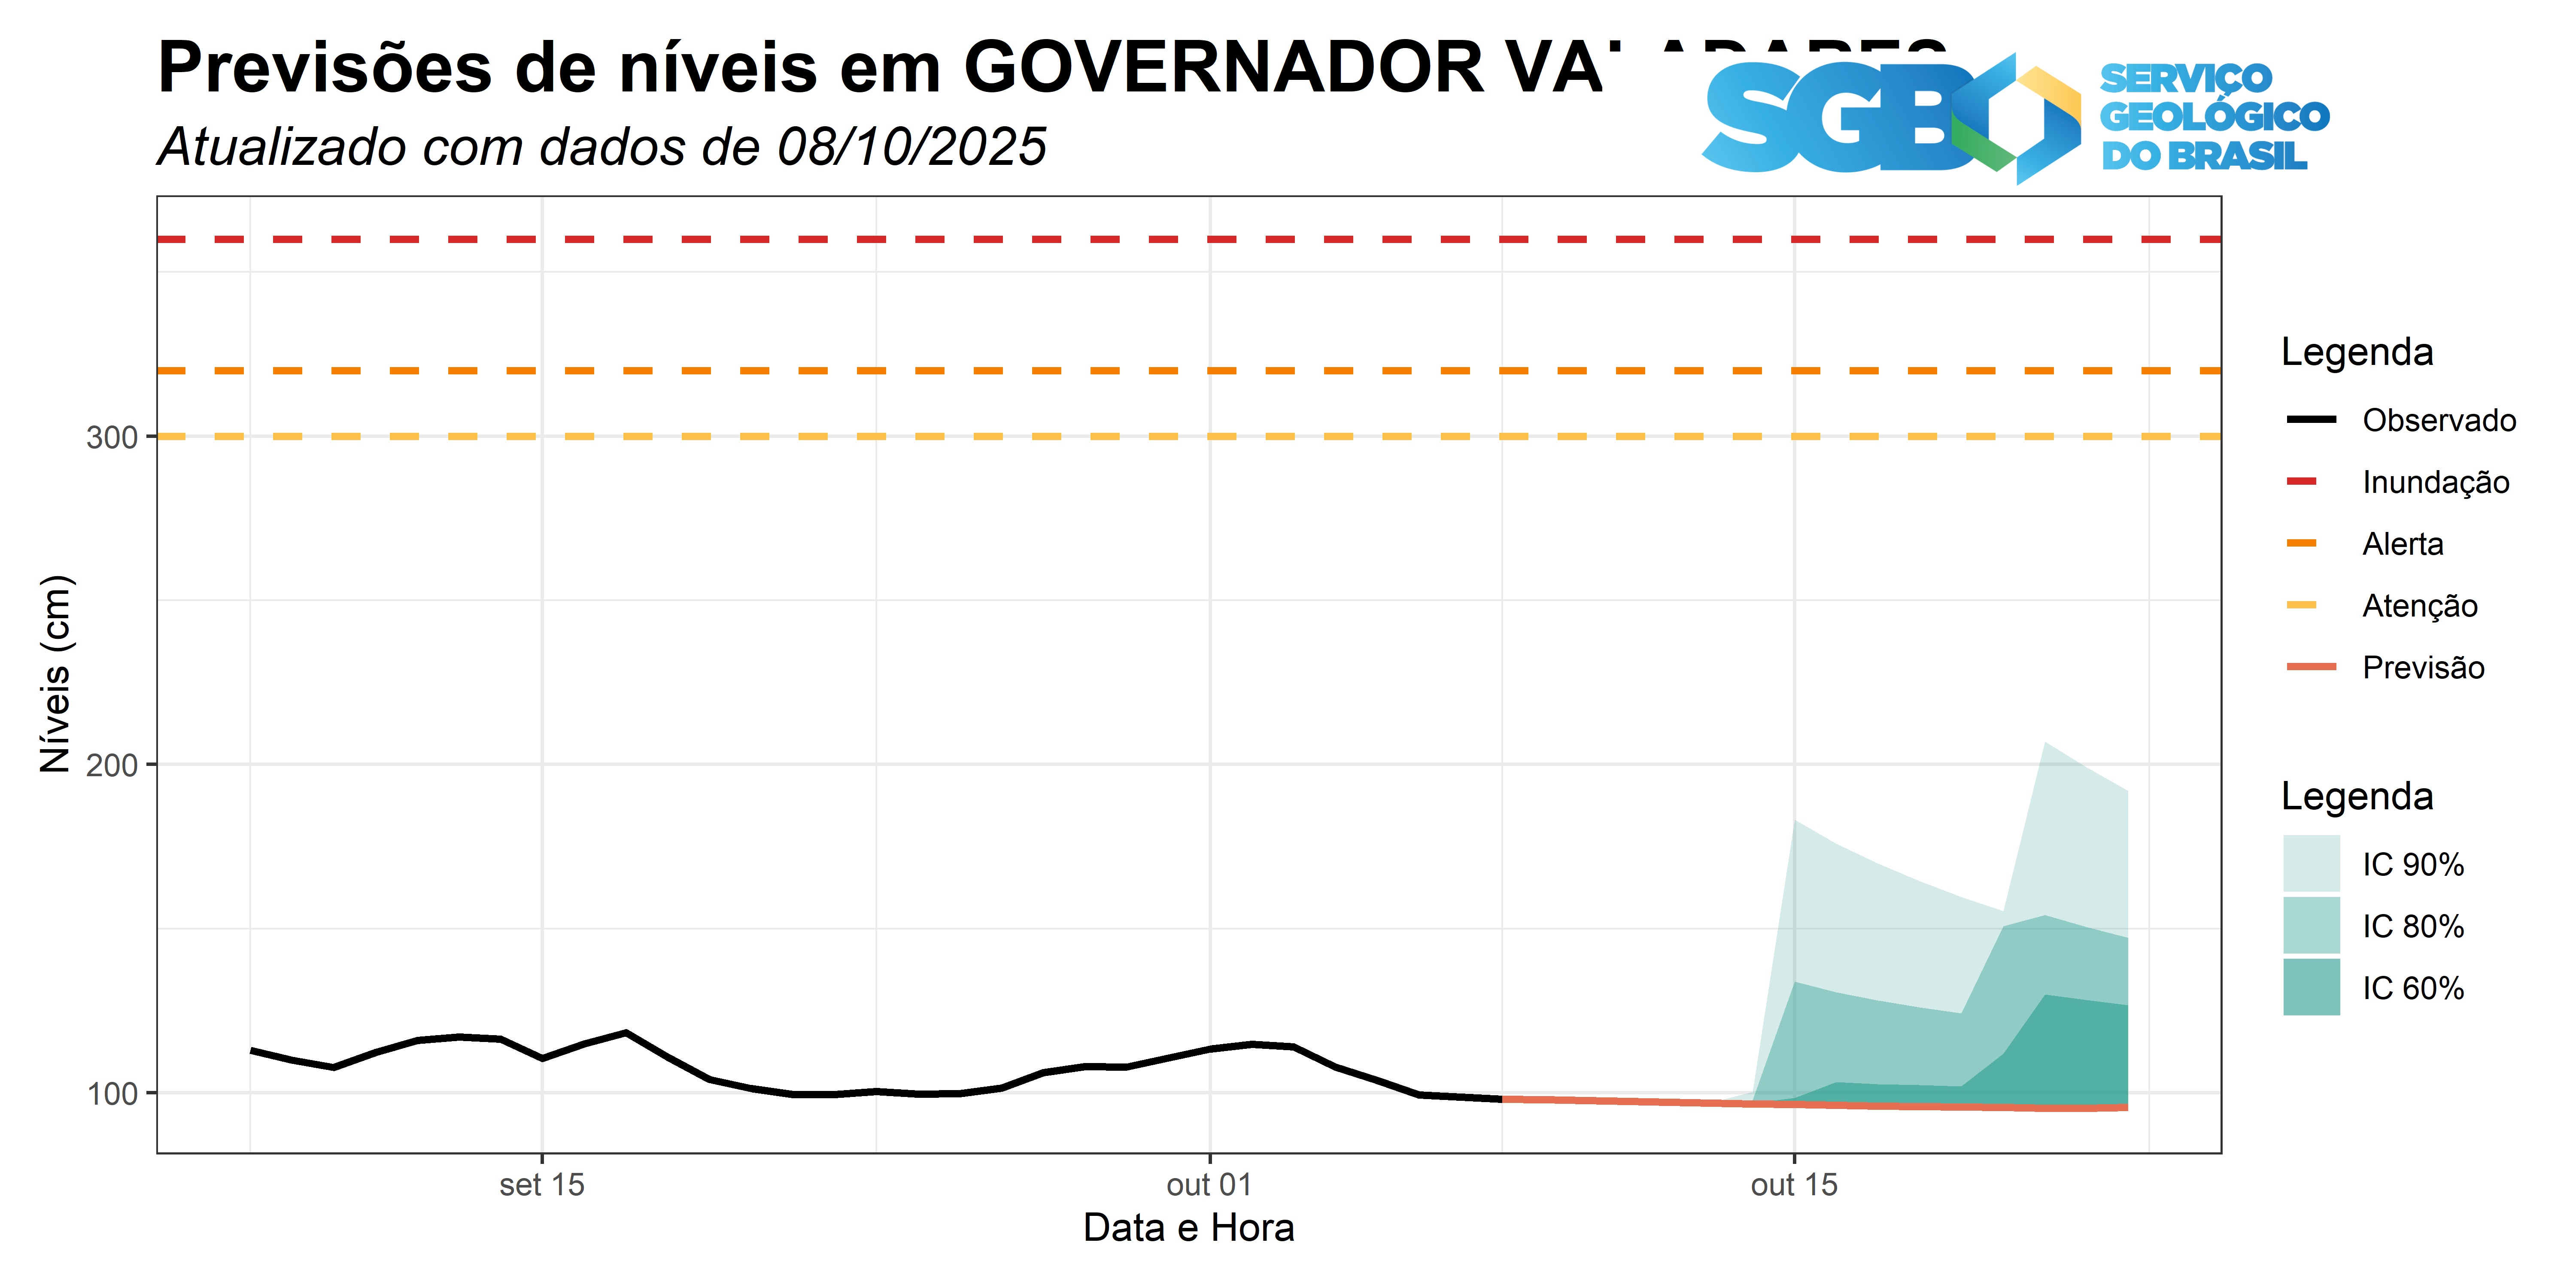 Previsões de níveis em GOVERNADOR
Atualizado com dados de 08/10/2025
SGB
SERVIÇO
GEOLÓGICO
DO BRASIL
Níveis (cm)
300
200
100
set 15
out 01
out 15
Data e Hora
Legenda
Observado
Inundação
Alerta
Atenção
Previsão
Legenda
IC 90%
IC 80%
IC 60%